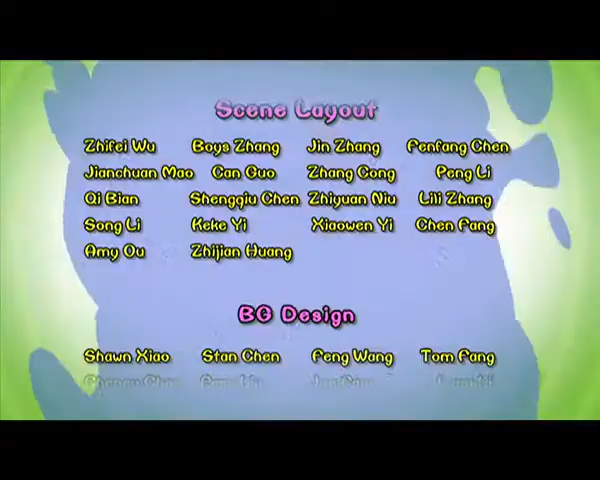 Scene Layout
Zhifei Wu Boys Zhang Jin Zhang Fenfang Chen
Jianchuan Mao Can Guo Zhang Cong Peng Li
Qi Bian Shengqiu Chen Zhiyuan Niu Lili Zhang
Song Li Keke Yi Xiaowen Yi Chen Fang
Amy Ou Zhijian Huang
BG Design
Shawn Xiao Stan Chen Feng Wang Tom Fang